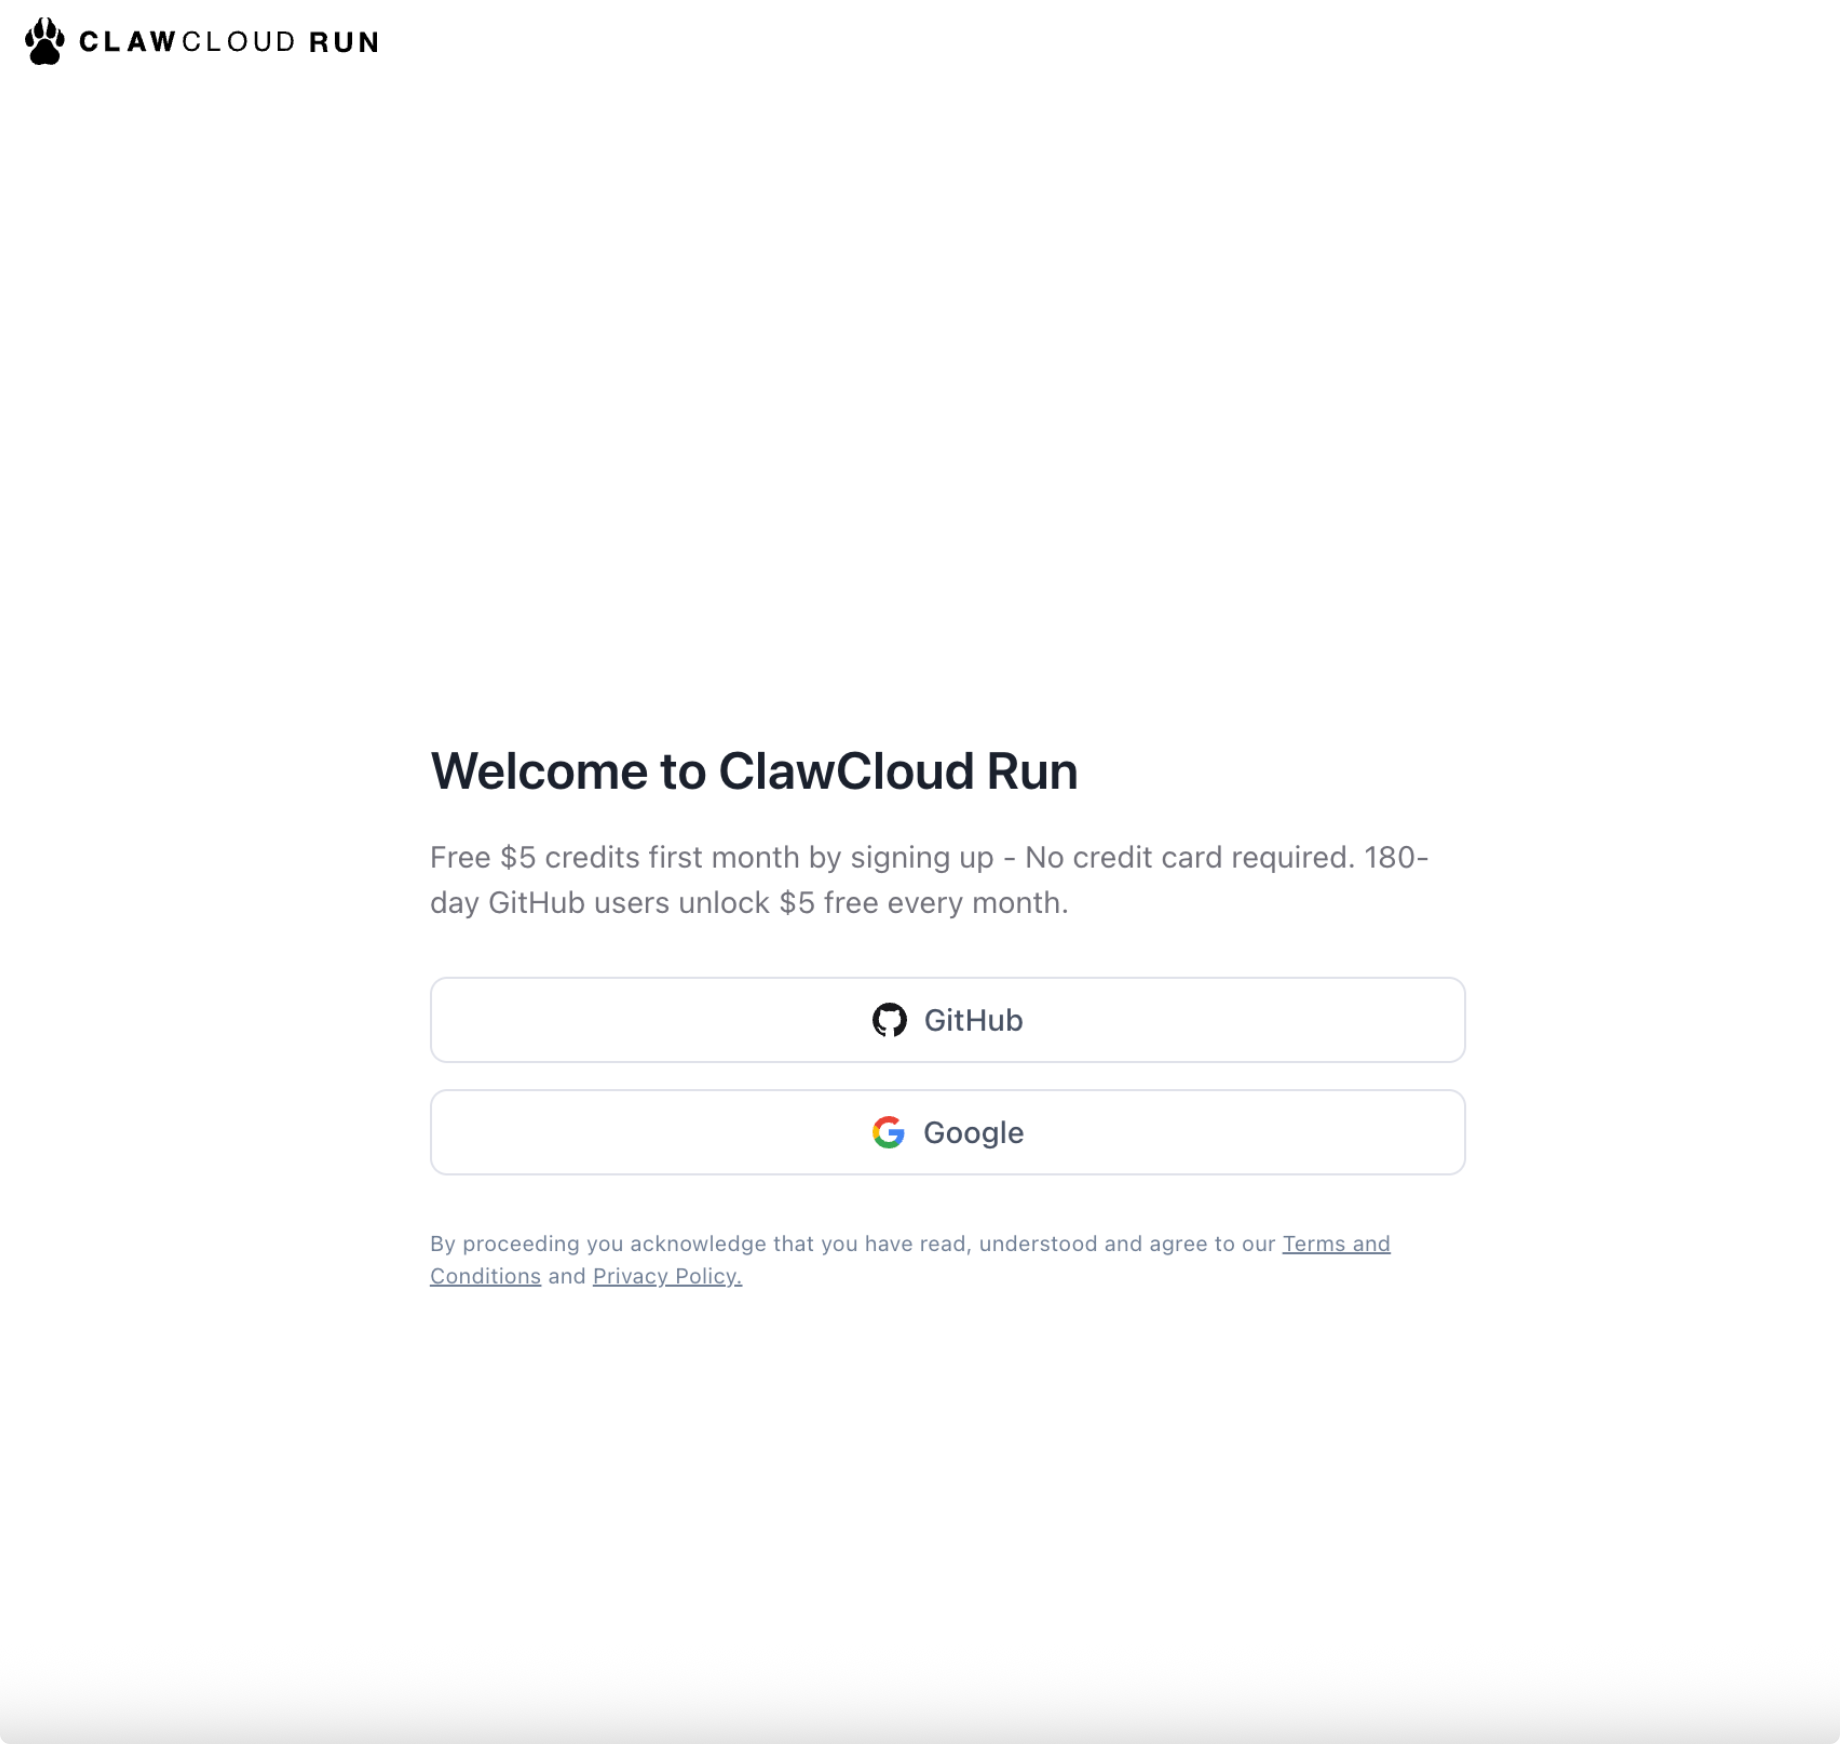 CLAWCLOUD RUN
Welcome to ClawCloud Run
Free $5 credits first month by signing up - No credit card required. 180-
day GitHub users unlock $5 free every month.
GitHub
Google
By proceeding you acknowledge that you have read, understood and agree to our Terms and
Conditions and Privacy Policy.